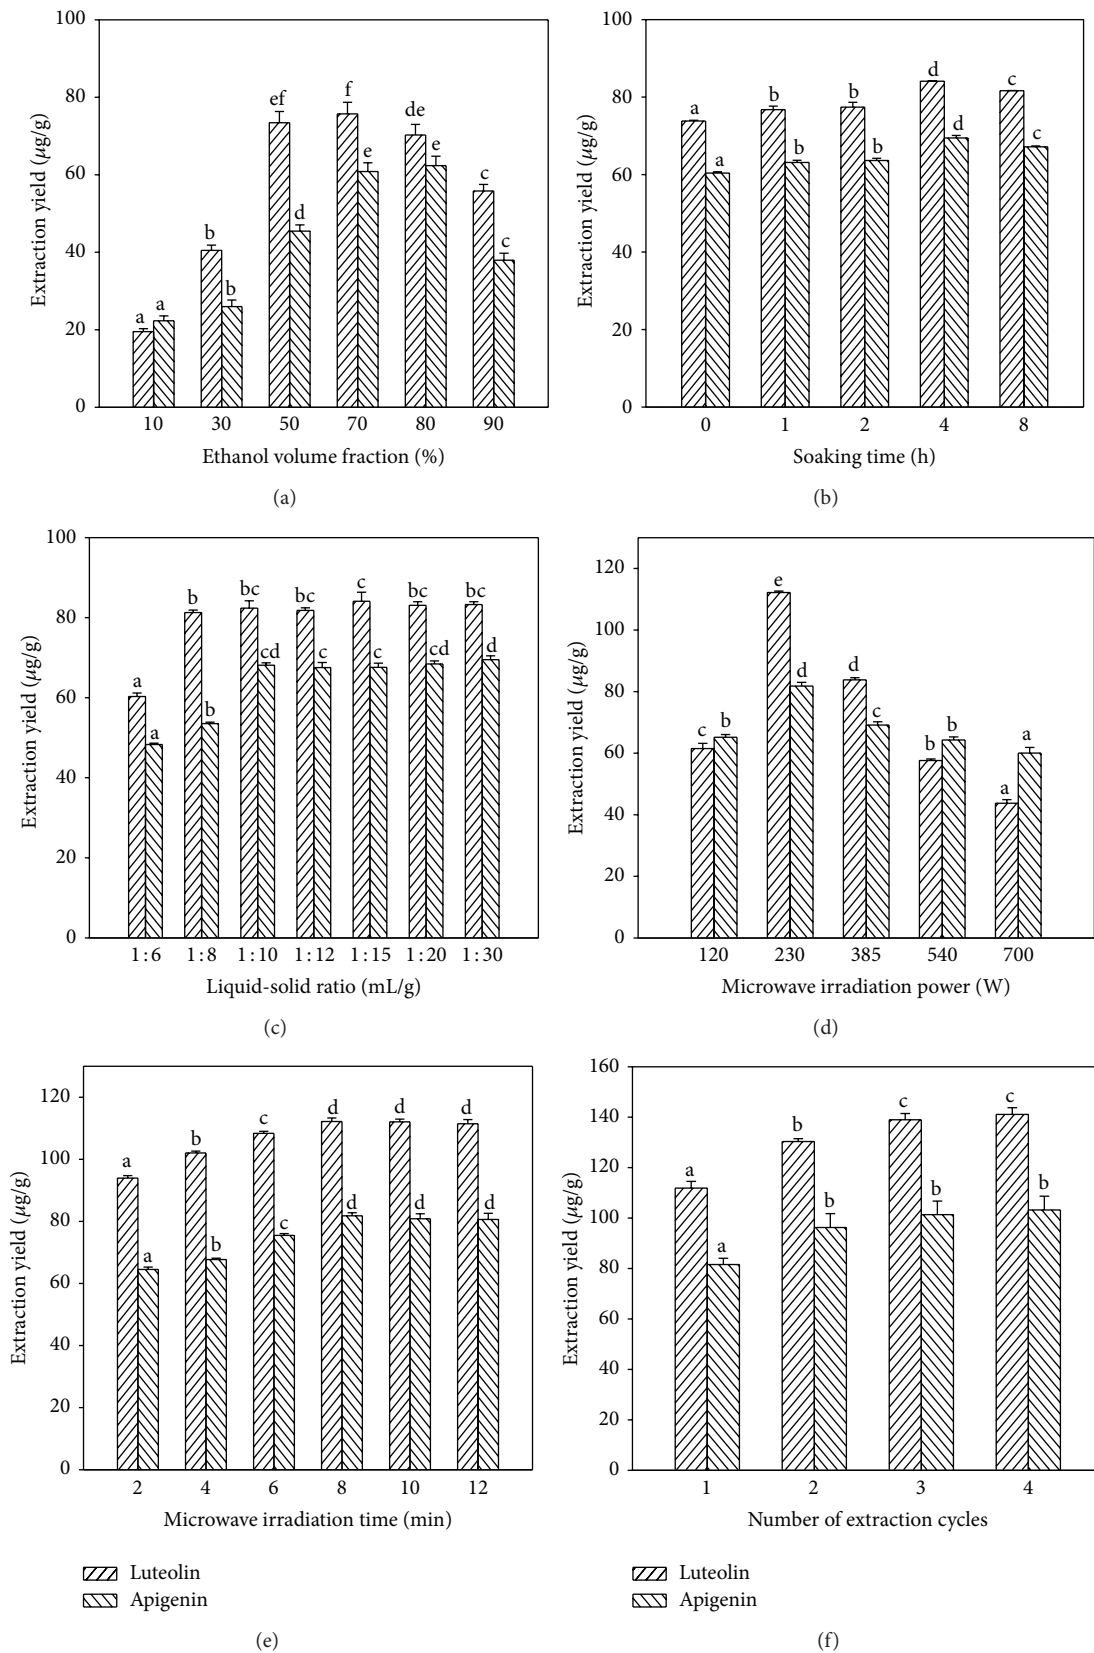 100
80
60
40
20
0
Extraction yield (μg/g)
a a b b ef d f e de e c c
10 30 50 70 80 90
Ethanol volume fraction (%)
(a)
100
80
60
40
20
0
Extraction yield (μg/g)
a a b b b b d d c c
0 1 2 4 8
Soaking time (h)
(b)
100
80
60
40
20
0
Extraction yield (μg/g)
a a b b bc cd bc c c c bc cd bc d
1 : 6 1 : 8 1 : 10 1 : 12 1 : 15 1 : 20 1 : 30
Liquid-solid ratio (mL/g)
(c)
120
100
80
60
40
20
0
Extraction yield (μg/g)
c b e d d c b b a a
120 230 385 540 700
Microwave irradiation power (W)
(d)
120
100
80
60
40
20
0
Extraction yield (μg/g)
a a b b c c d d d d d d
2 4 6 8 10 12
Microwave irradiation time (min)
Luteolin
Apigenin
(e)
160
140
120
100
80
60
40
20
0
Extraction yield (μg/g)
a a b b c b c b
1 2 3 4
Number of extraction cycles
Luteolin
Apigenin
(f)